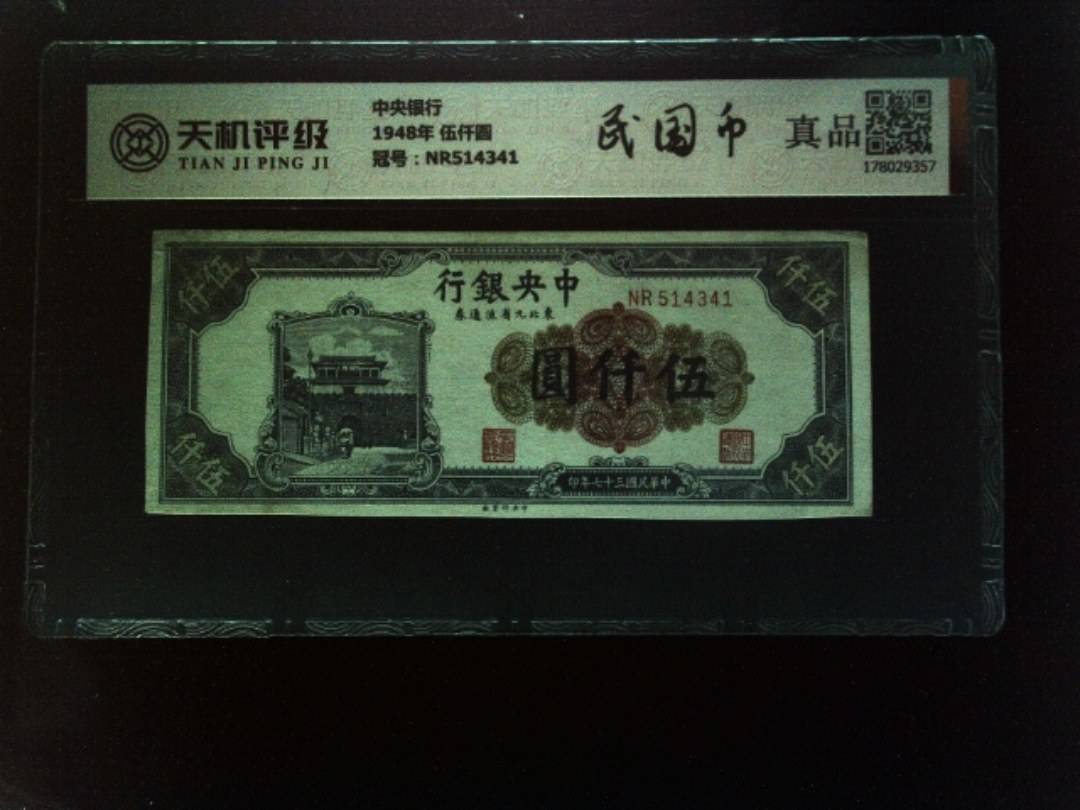 天机评级
TIAN JI PING JI
中央银行
1948年 伍仟圆
冠号：NR514341
民国币
真品
178029357
仟伍
仟伍
行銀央中
券通流省九北東
NR 514341
圓仟伍
仟伍
仟伍
印年七十三國民華中